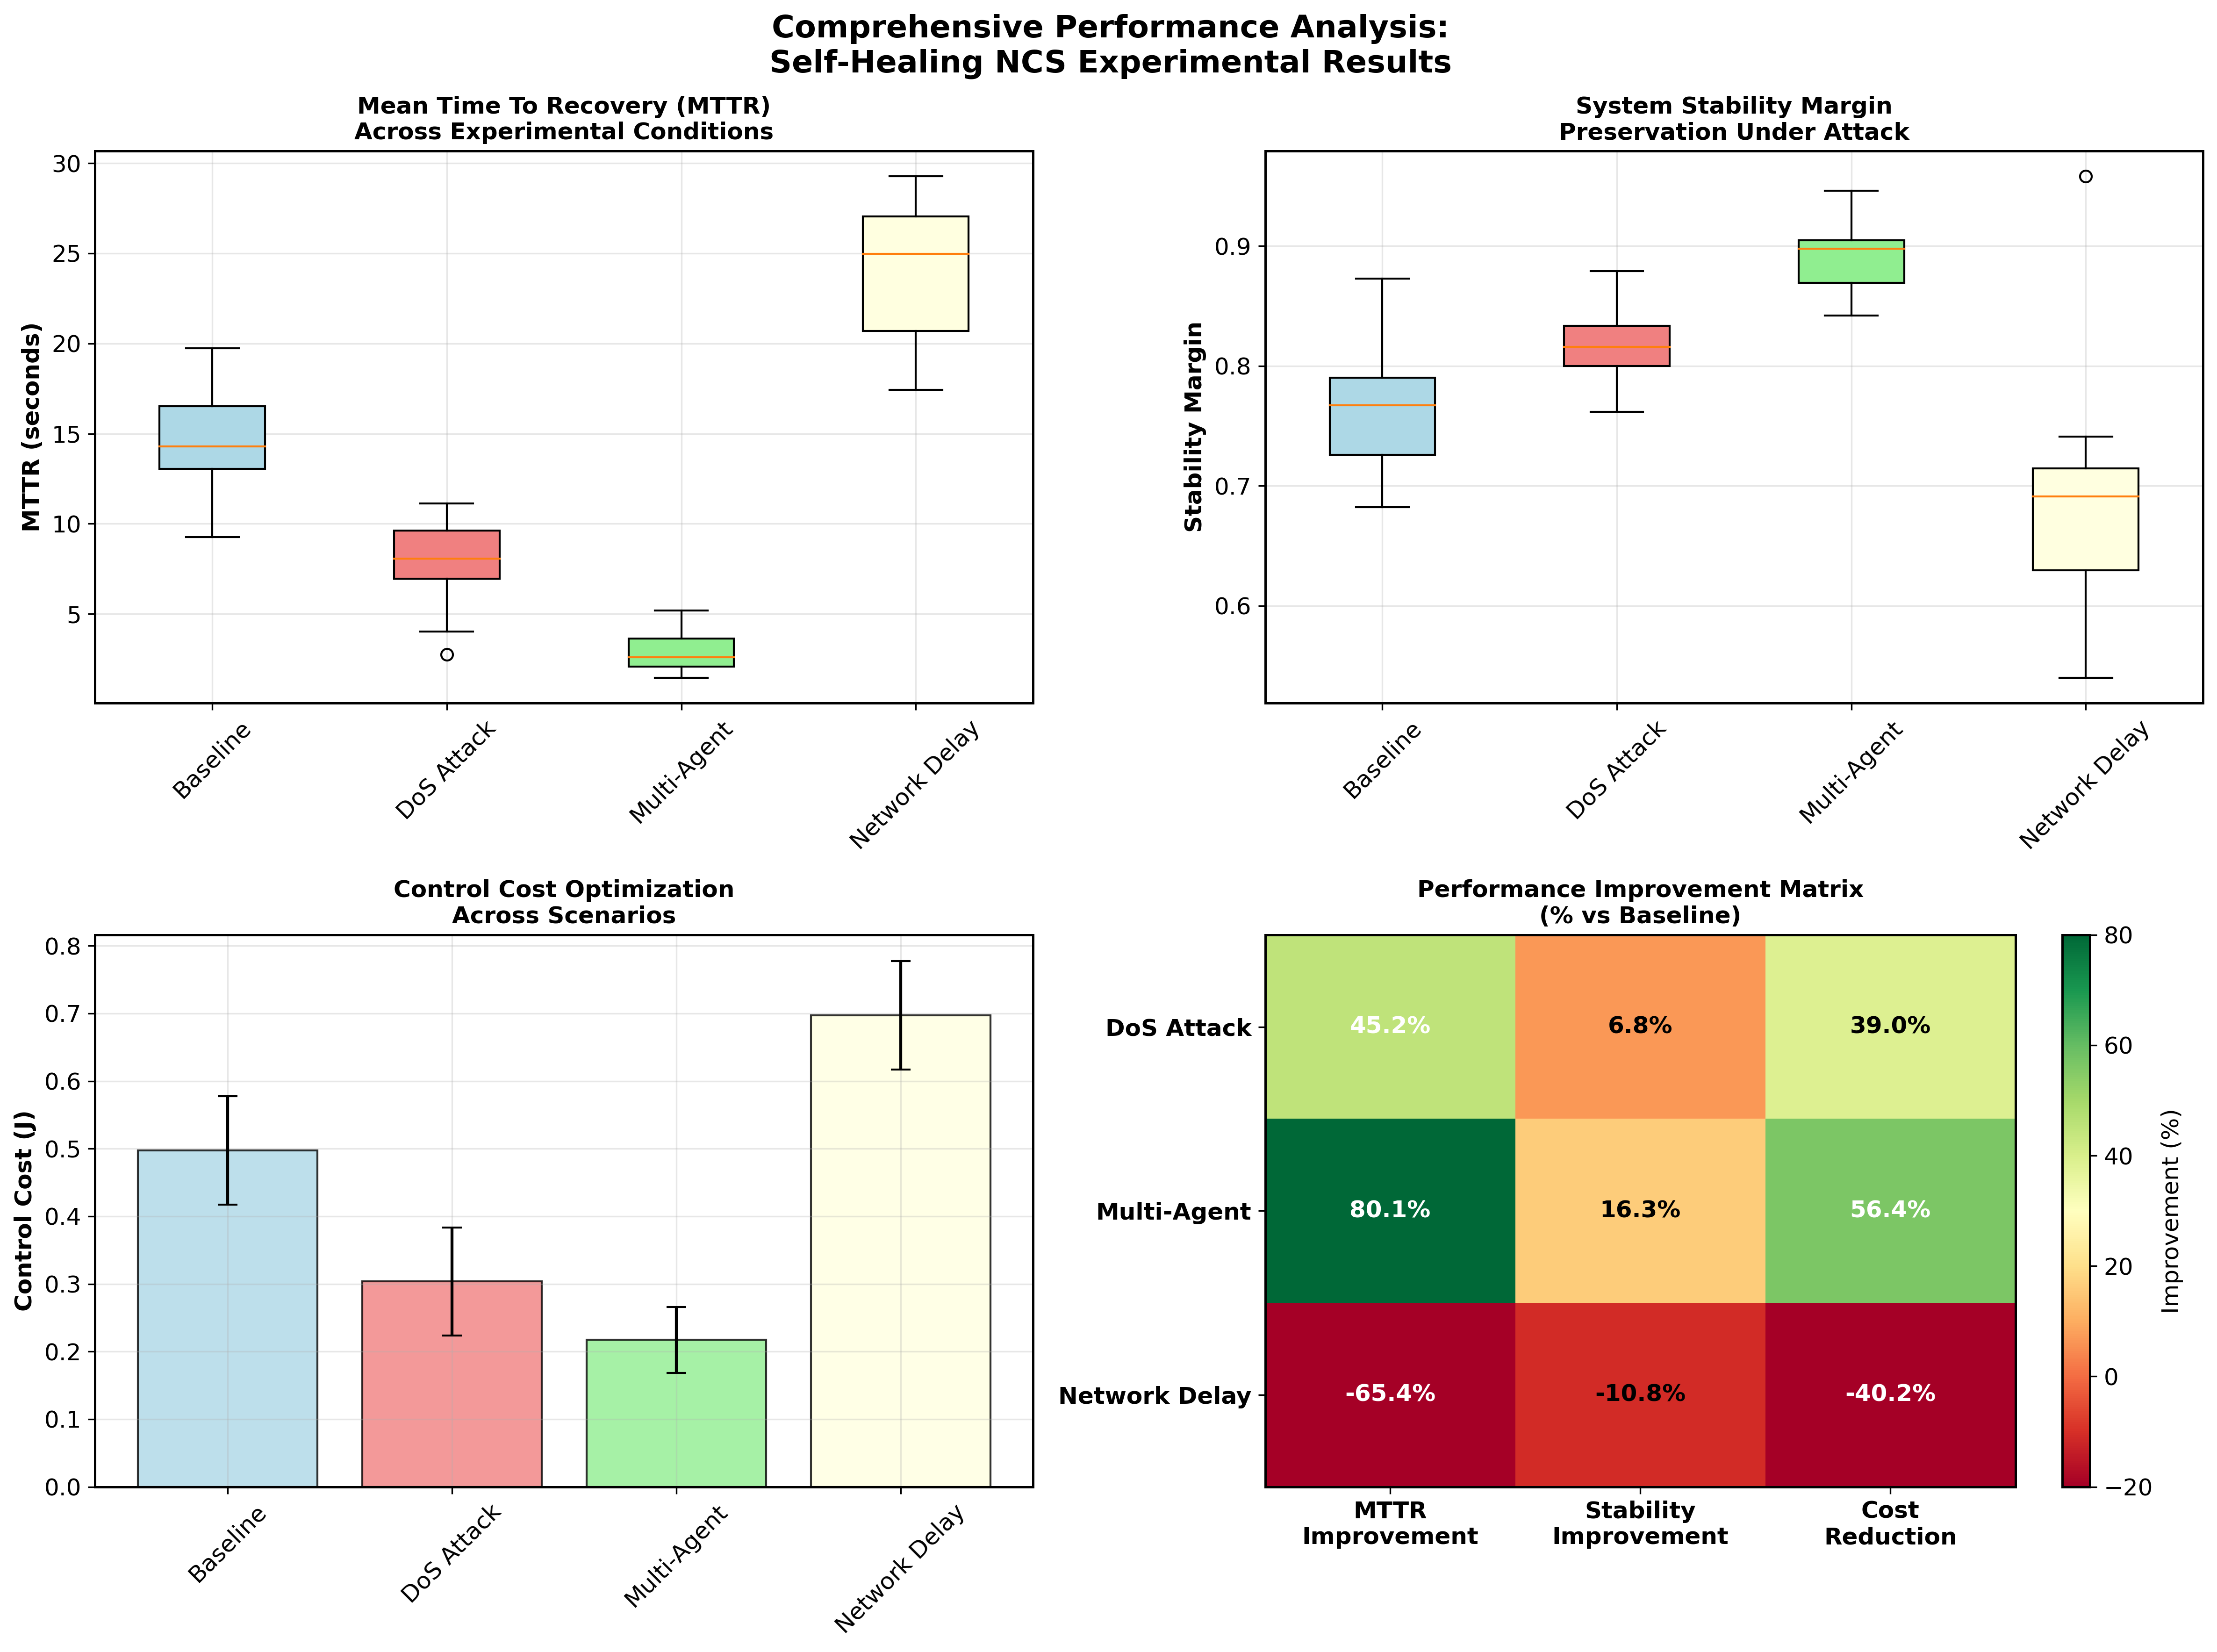 Comprehensive Performance Analysis:
Self-Healing NCS Experimental Results
Mean Time To Recovery (MTTR)
Across Experimental Conditions
MTTR (seconds)
30
25
20
15
10
5
Baseline
DoS Attack
Multi-Agent
Network Delay
System Stability Margin
Preservation Under Attack
Stability Margin
0.9
0.8
0.7
0.6
Baseline
DoS Attack
Multi-Agent
Network Delay
Control Cost Optimization
Across Scenarios
Control Cost (J)
0.8
0.7
0.6
0.5
0.4
0.3
0.2
0.1
0.0
Baseline
DoS Attack
Multi-Agent
Network Delay
Performance Improvement Matrix
(% vs Baseline)
DoS Attack
45.2%
6.8%
39.0%
Multi-Agent
80.1%
16.3%
56.4%
Network Delay
-65.4%
-10.8%
-40.2%
MTTR
Improvement
Stability
Improvement
Cost
Reduction
80
60
40
20
0
−20
Improvement (%)